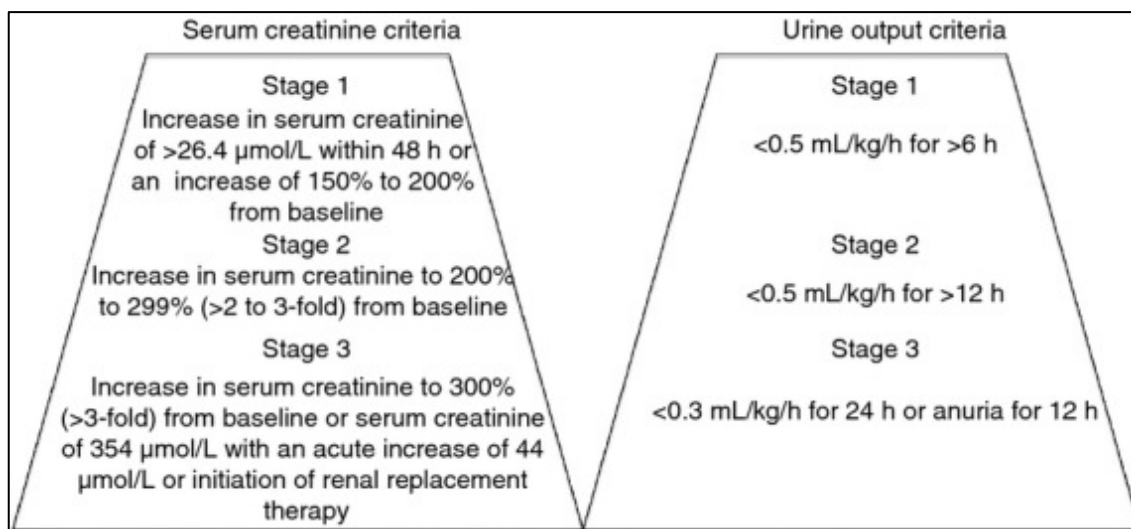 Serum creatinine criteria
Stage 1
Increase in serum creatinine
of >26.4 µmol/L within 48 h or
an increase of 150% to 200%
from baseline
Stage 2
Increase in serum creatinine to 200%
to 299% (>2 to 3-fold) from baseline
Stage 3
Increase in serum creatinine to 300%
(>3-fold) from baseline or serum creatinine
of 354 µmol/L with an acute increase of 44
µmol/L or initiation of renal replacement
therapy
Urine output criteria
Stage 1
<0.5 mL/kg/h for >6 h
Stage 2
<0.5 mL/kg/h for >12 h
Stage 3
<0.3 mL/kg/h for 24 h or anuria for 12 h